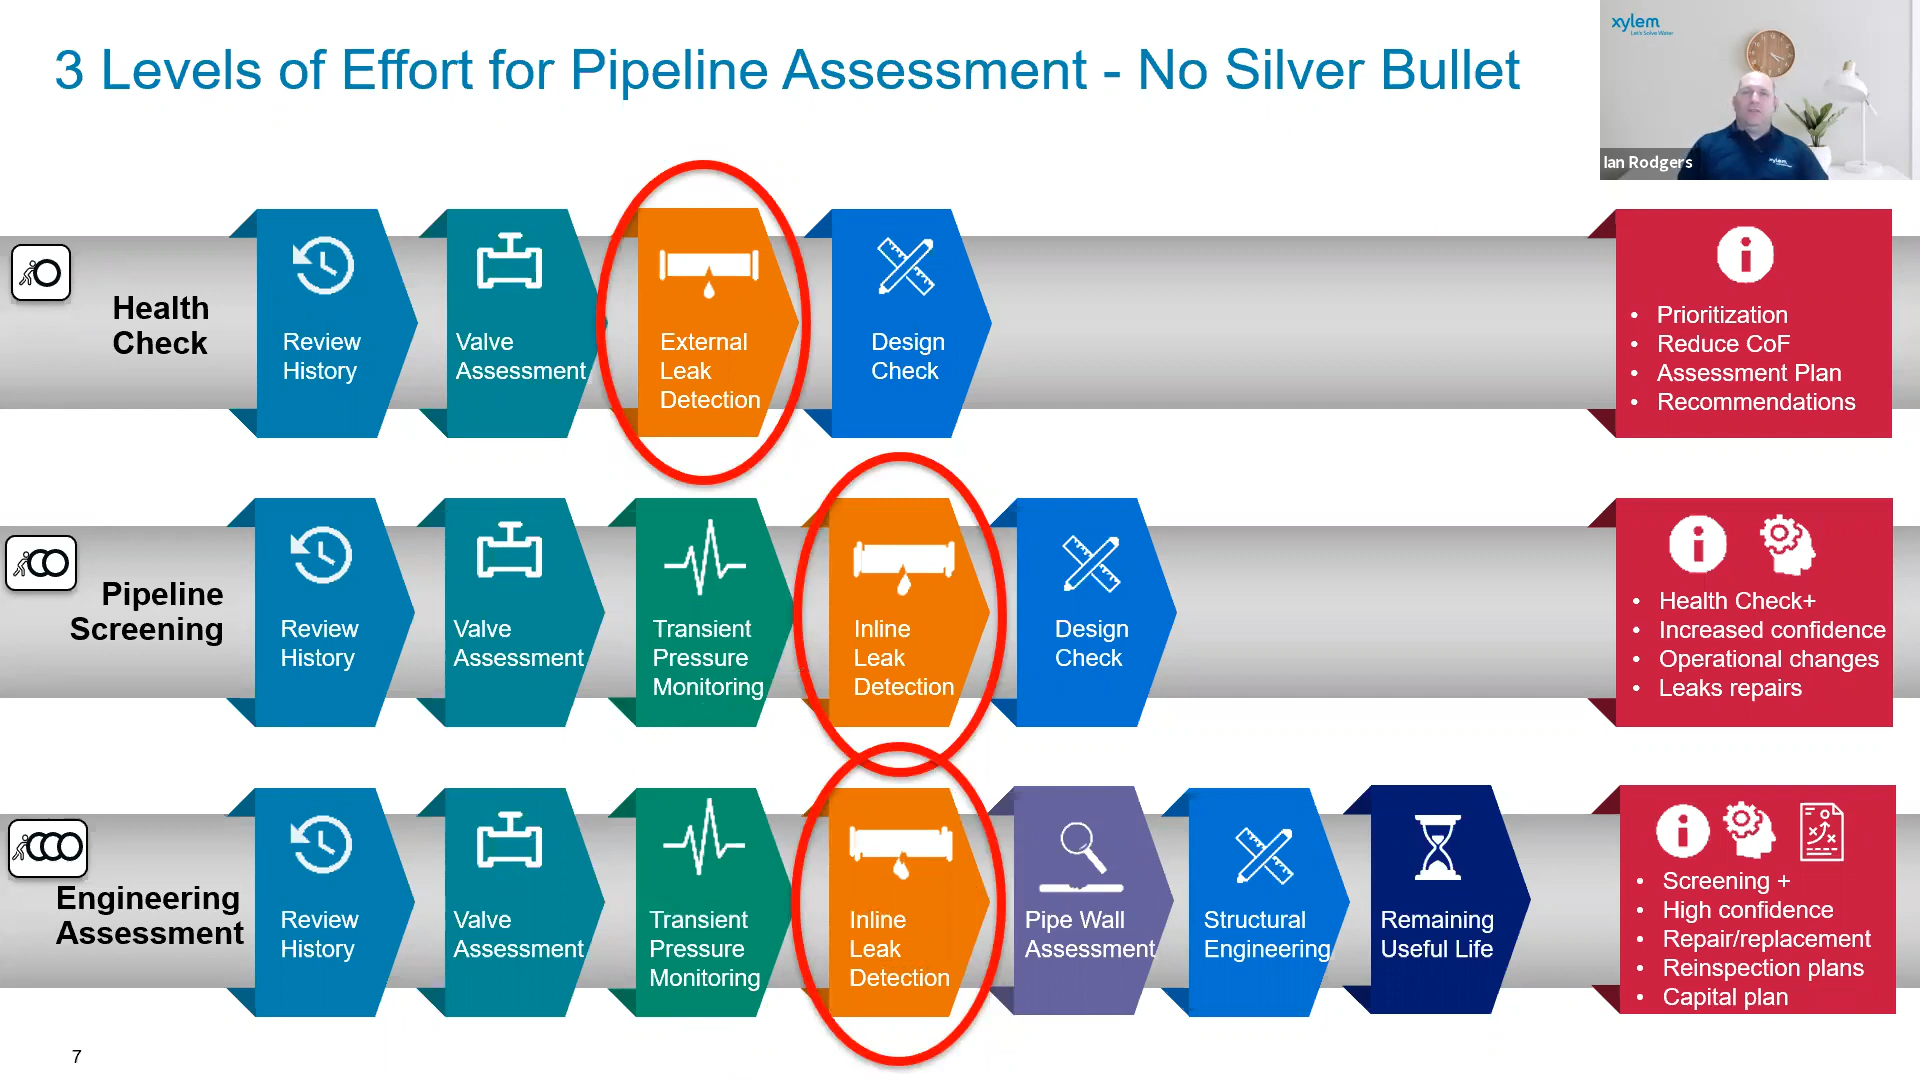 3 Levels of Effort for Pipeline Assessment - No Silver Bullet
xylem
Let's Solve Water
xylem
Ian Rodgers
Health
Check
Review
History
Valve
Assessment
External
Leak
Detection
Design
Check
• Prioritization
• Reduce CoF
• Assessment Plan
• Recommendations
Pipeline
Screening
Review
History
Valve
Assessment
Transient
Pressure
Monitoring
Inline
Leak
Detection
Design
Check
• Health Check+
• Increased confidence
• Operational changes
• Leaks repairs
Engineering
Assessment
Review
History
Valve
Assessment
Transient
Pressure
Monitoring
Inline
Leak
Detection
Pipe Wall
Assessment
Structural
Engineering
Remaining
Useful Life
• Screening +
• High confidence
• Repair/replacement
• Reinspection plans
• Capital plan
7